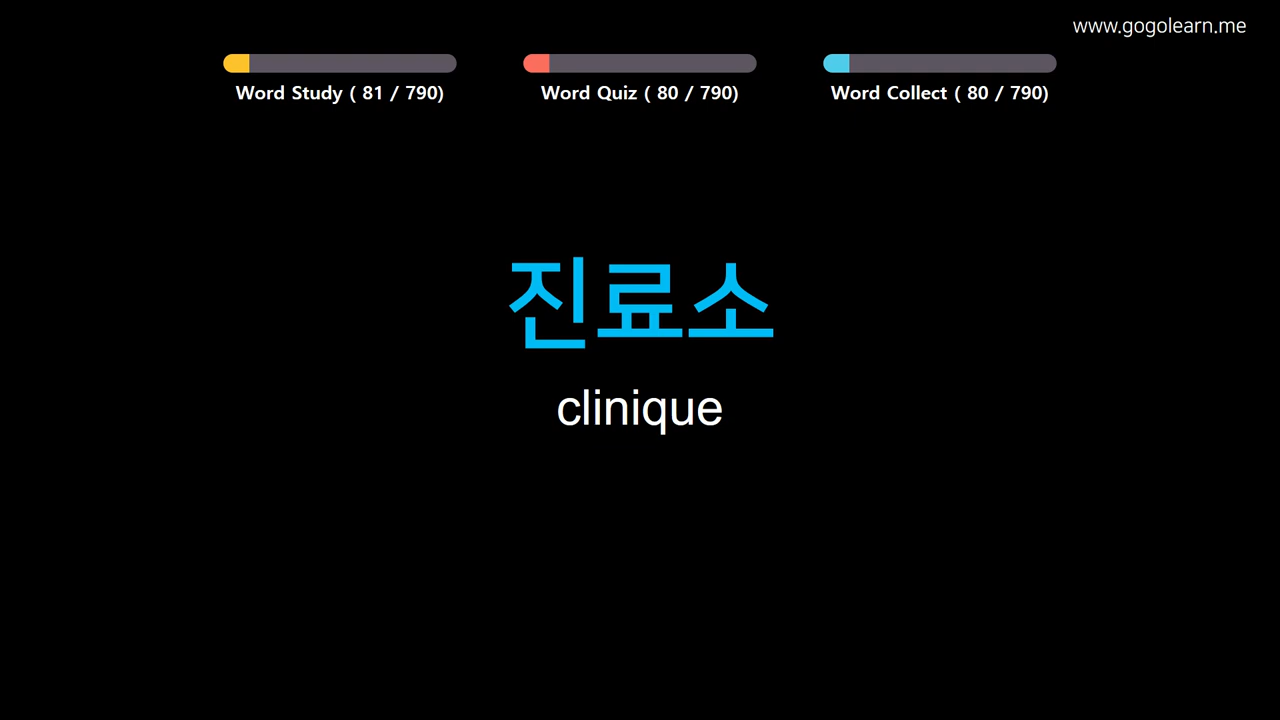 www.gogolearn.me
Word Study ( 81 / 790)
Word Quiz ( 80 / 790)
Word Collect ( 80 / 790)
진료소
clinique